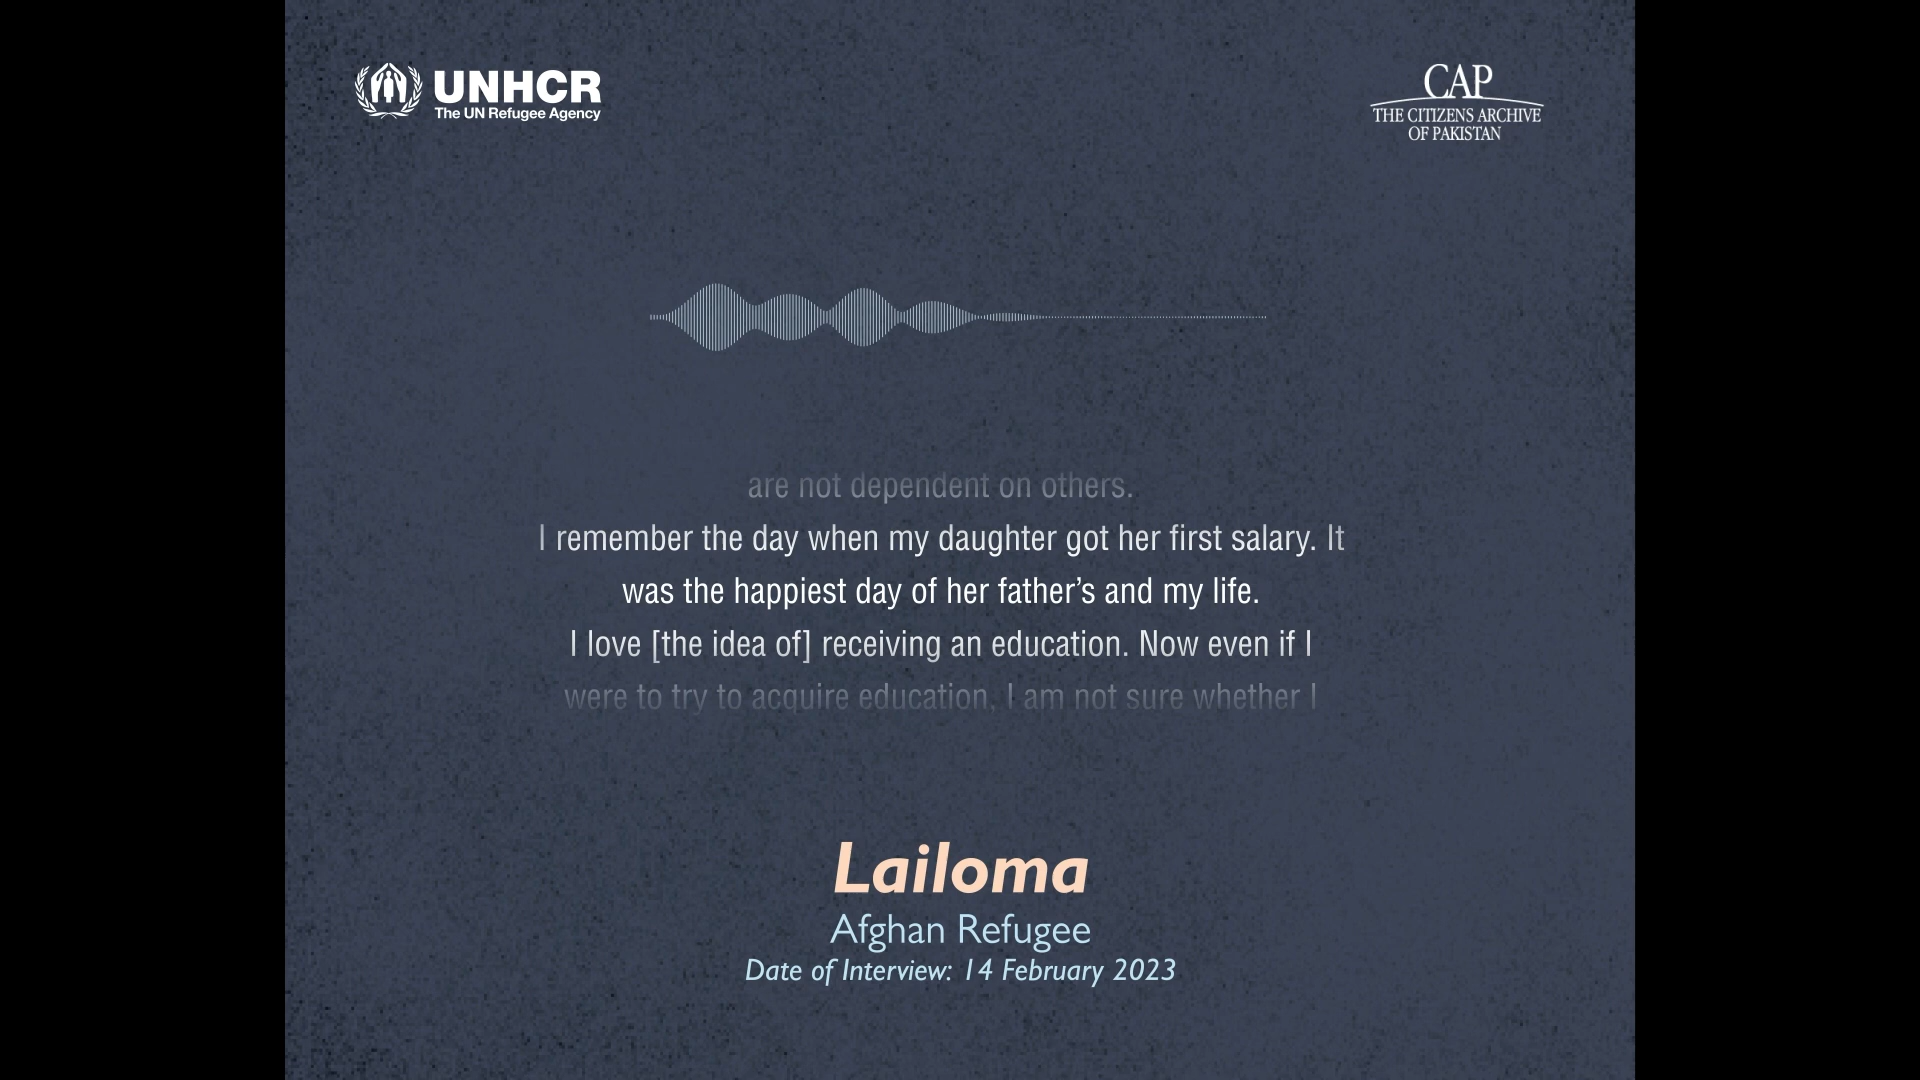 UNHCR
The UN Refugee Agency
CAP
THE CITIZENS ARCHIVE
OF PAKISTAN
are not dependent on others.
I remember the day when my daughter got her first salary. It
was the happiest day of her father’s and my life.
I love [the idea of] receiving an education. Now even if I
were to try to acquire education, I am not sure whether I
Lailoma
Afghan Refugee
Date of Interview: 14 February 2023